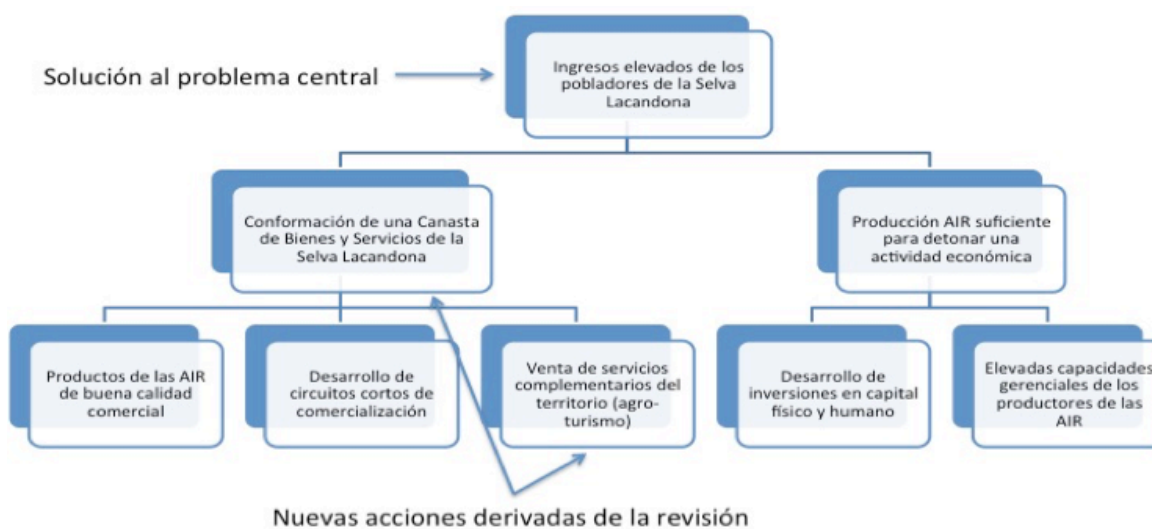 Solución al problema central
Ingresos elevados de los
pobladores de la Selva
Lacandona
Conformación de una Canasta
de Bienes y Servicios de la
Selva Lacandona
Producción AIR suficiente
para detonar una
actividad económica
Productos de las AIR
de buena calidad
comercial
Desarrollo de
circuitos cortos de
comercialización
Venta de servicios
complementarios del
territorio (agro-
turismo)
Desarrollo de
inversiones en capital
físico y humano
Elevadas capacidades
gerenciales de los
productores de las
AIR
Nuevas acciones derivadas de la revisión